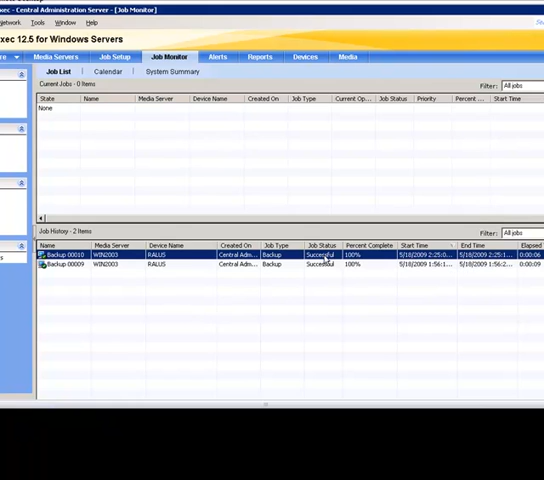 xec - Central Administration Server - [Job Monitor]
Network Tools Window Help
xec 12.5 for Windows Servers
re Media Servers Job Setup Job Monitor Alerts Reports Devices Media
Job List Calendar System Summary
Current Jobs - 0 Items Filter: All jobs
State Name Media Server Device Name Created On Job Type Current Op... Job Status Priority Percent ... Start Time
None
Job History - 2 Items Filter: All jobs
Name Media Server Device Name Created On Job Type Job Status Percent Complete Start Time End Time Elapsed
Backup 00010 WIN2003 RALUS Central Adm... Backup Successful 100% 5/18/2009 2:25:0... 5/18/2009 2:25:1... 0:00:06
Backup 00009 WIN2003 RALUS Central Adm... Backup Successful 100% 5/18/2009 1:56:1... 5/18/2009 1:56:2... 0:00:09